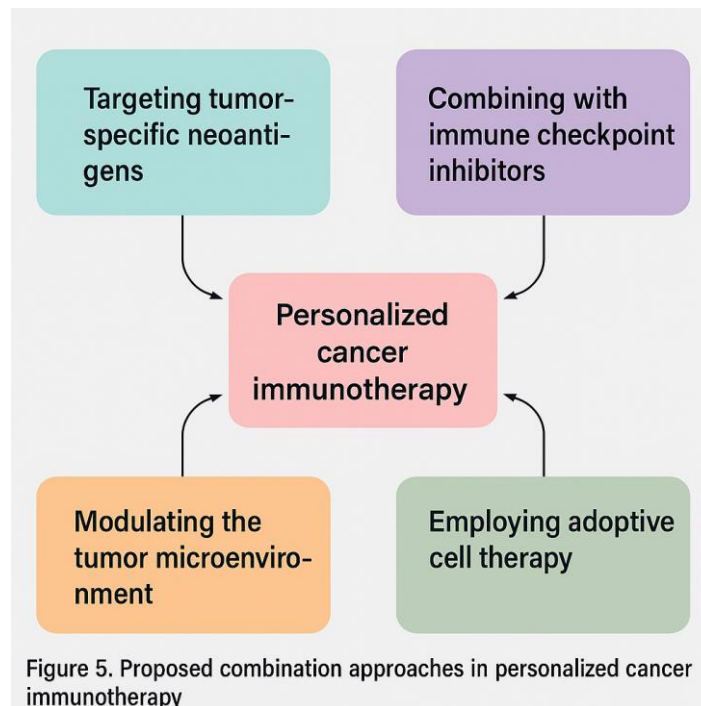 Targeting tumor-
specific neoanti-
gens
Combining with
immune checkpoint
inhibitors
Personalized
cancer
immunotherapy
Modulating the
tumor microenviro-
nment
Employing adoptive
cell therapy
Figure 5. Proposed combination approaches in personalized cancer
immunotherapy